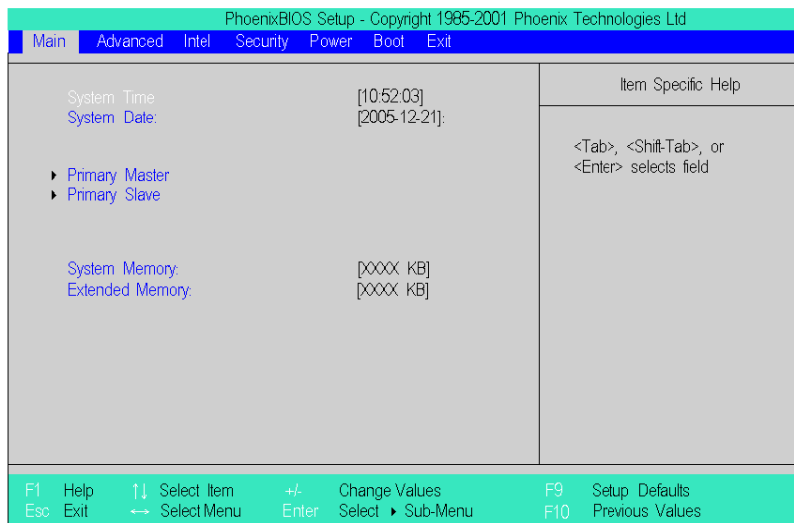 PhoenixBIOS Setup - Copyright 1985-2001 Phoenix Technologies Ltd
Main Advanced Intel Security Power Boot Exit
Item Specific Help
System Time [10:52:03]
System Date: [2005-12-21]:
<Tab>, <Shift-Tab>, or
<Enter> selects field
Primary Master
Primary Slave
System Memory: [XXXX KB]
Extended Memory: [XXXX KB]
F1 Help ↑↓ Select Item +/- Change Values F9 Setup Defaults
Esc Exit ↔ Select Menu Enter Select ▸ Sub-Menu F10 Previous Values